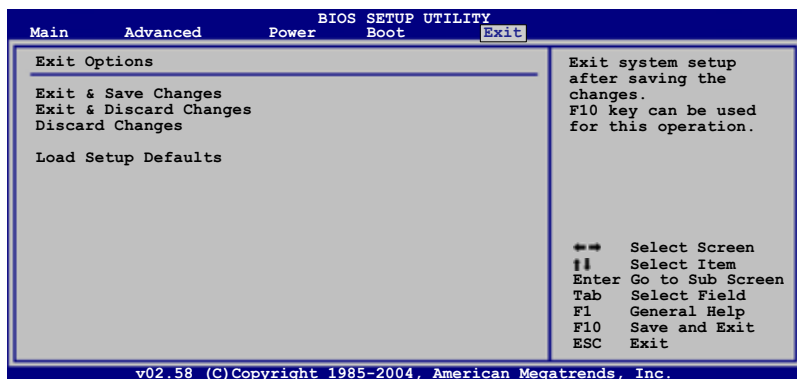 BIOS SETUP UTILITY
Main Advanced Power Boot Exit
Exit Options
Exit & Save Changes
Exit & Discard Changes
Discard Changes
Load Setup Defaults
Exit system setup
after saving the
changes.
F10 key can be used
for this operation.
←→ Select Screen
↑↓ Select Item
Enter Go to Sub Screen
Tab Select Field
F1 General Help
F10 Save and Exit
ESC Exit
v02.58 (C)Copyright 1985-2004, American Megatrends, Inc.